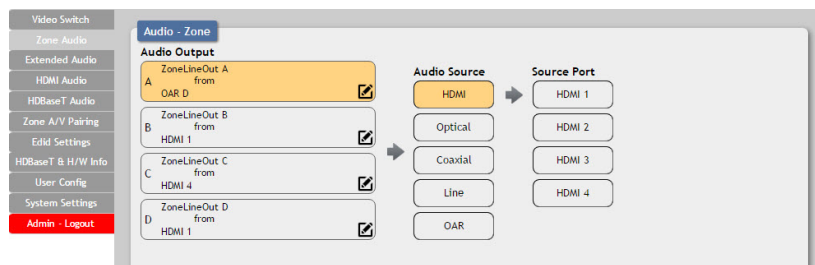 Video Switch
Zone Audio
Extended Audio
HDMI Audio
HDBaseT Audio
Zone A/V Pairing
Edid Settings
HDBaseT & H/W Info
User Config
System Settings
Admin - Logout
Audio - Zone
Audio Output
A
ZoneLineOut A
from
OAR D
B
ZoneLineOut B
from
HDMI 1
C
ZoneLineOut C
from
HDMI 4
D
ZoneLineOut D
from
HDMI 1
Audio Source
HDMI
Optical
Coaxial
Line
OAR
Source Port
HDMI 1
HDMI 2
HDMI 3
HDMI 4